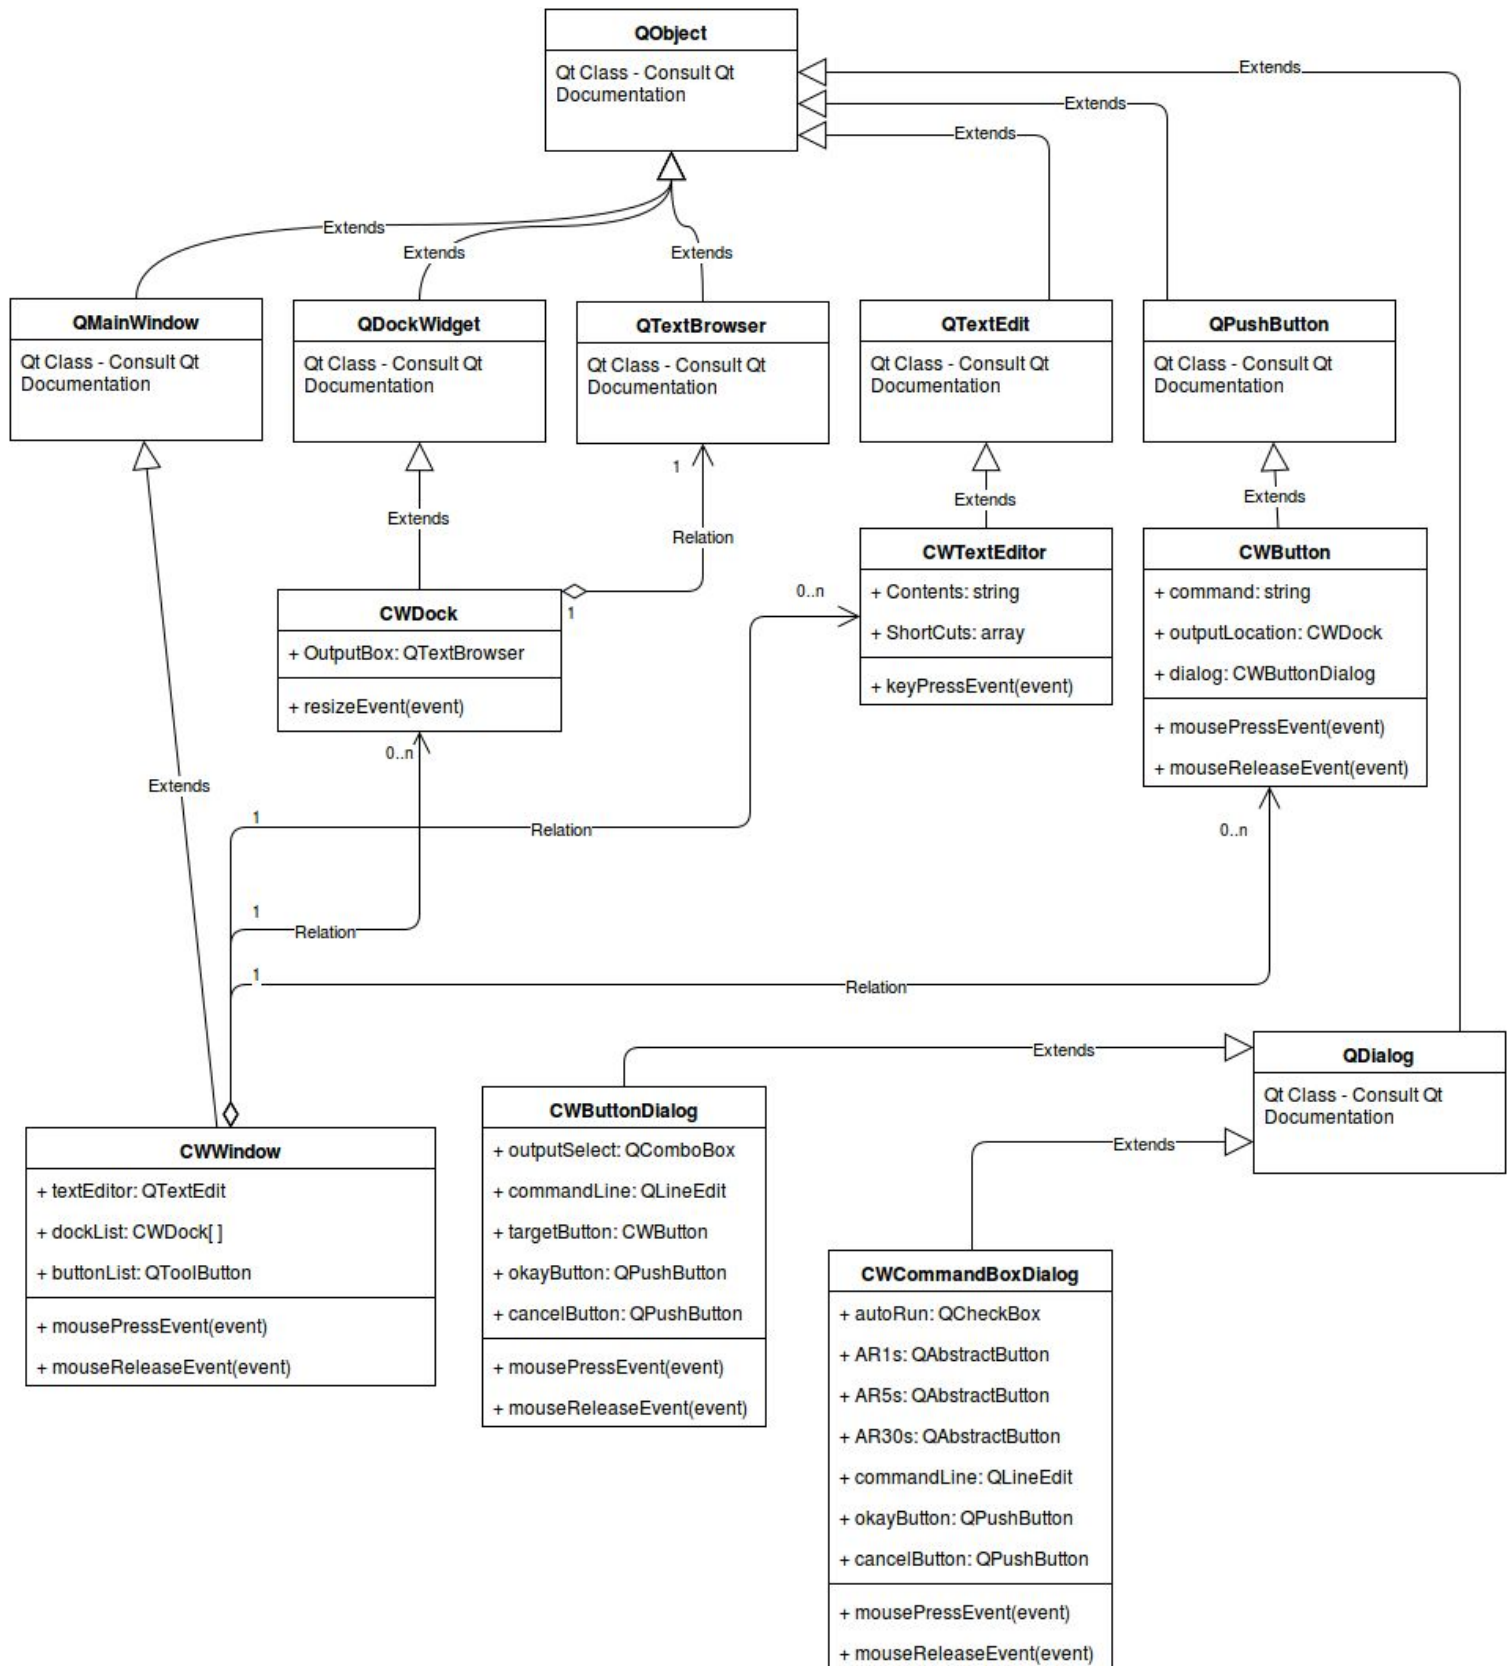 QObject
Qt Class - Consult Qt
Documentation
Extends
Extends
Extends
Extends
Extends
Extends
QMainWindow
Qt Class - Consult Qt
Documentation
QDockWidget
Qt Class - Consult Qt
Documentation
QTextBrowser
Qt Class - Consult Qt
Documentation
QTextEdit
Qt Class - Consult Qt
Documentation
QPushButton
Qt Class - Consult Qt
Documentation
1
Extends
Extends
Extends
Relation
CWDock
+ OutputBox: QTextBrowser
+ resizeEvent(event)
1
0..n
0..n
CWTextEditor
+ Contents: string
+ ShortCuts: array
+ keyPressEvent(event)
CWButton
+ command: string
+ outputLocation: CWDock
+ dialog: CWButtonDialog
+ mousePressEvent(event)
+ mouseReleaseEvent(event)
Extends
1
Relation
0..n
1
Relation
1
Relation
Extends
QDialog
Qt Class - Consult Qt
Documentation
Extends
CWWindow
+ textEditor: QTextEdit
+ dockList: CWDock[ ]
+ buttonList: QToolButton
+ mousePressEvent(event)
+ mouseReleaseEvent(event)
CWButtonDialog
+ outputSelect: QComboBox
+ commandLine: QLineEdit
+ targetButton: CWButton
+ okayButton: QPushButton
+ cancelButton: QPushButton
+ mousePressEvent(event)
+ mouseReleaseEvent(event)
CWCommandBoxDialog
+ autoRun: QCheckBox
+ AR1s: QAbstractButton
+ AR5s: QAbstractButton
+ AR30s: QAbstractButton
+ commandLine: QLineEdit
+ okayButton: QPushButton
+ cancelButton: QPushButton
+ mousePressEvent(event)
+ mouseReleaseEvent(event)